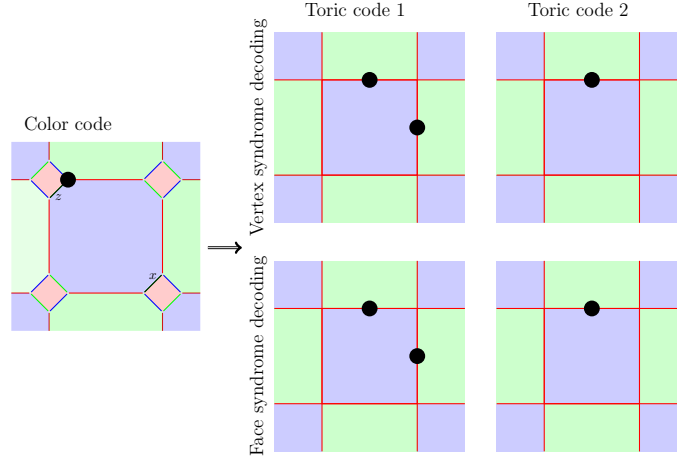 Toric code 1
Toric code 2
Vertex syndrome decoding
Color code
z
x
Face syndrome decoding